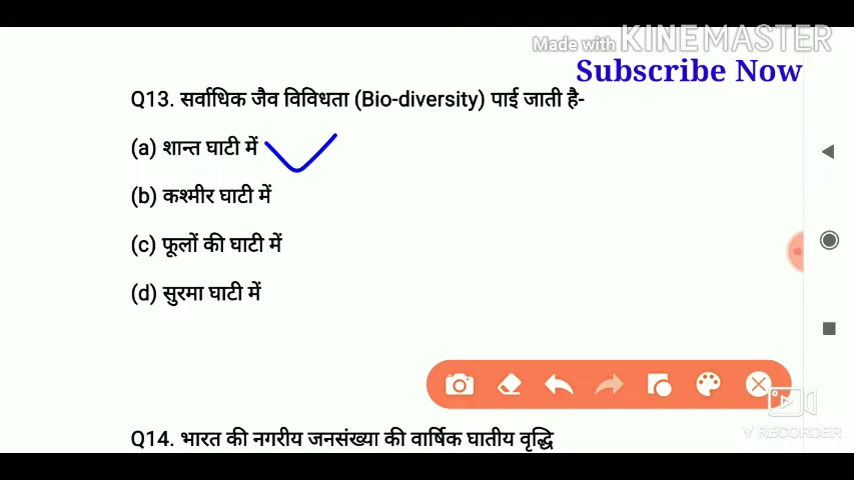 Made with KINEMASTER
Subscribe Now
Q13. सर्वाधिक जैव विविधता (Bio-diversity) पाई जाती है-
(a) शान्त घाटी में
(b) कश्मीर घाटी में
(c) फूलों की घाटी में
(d) सुरमा घाटी में
V RECORDER
Q14. भारत की नगरीय जनसंख्या की वार्षिक घातीय वृद्धि